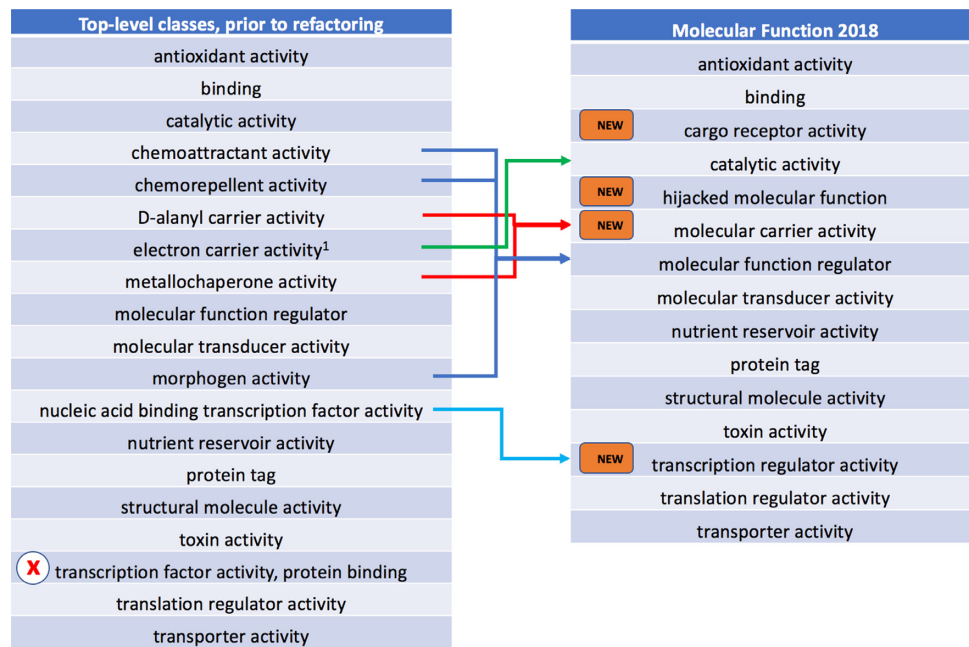 Top-level classes, prior to refactoring
antioxidant activity
binding
catalytic activity
chemoattractant activity
chemorepellent activity
D-alanyl carrier activity
electron carrier activity¹
metallochaperone activity
molecular function regulator
molecular transducer activity
morphogen activity
nucleic acid binding transcription factor activity
nutrient reservoir activity
protein tag
structural molecule activity
toxin activity
X transcription factor activity, protein binding
translation regulator activity
transporter activity
Molecular Function 2018
antioxidant activity
binding
NEW cargo receptor activity
catalytic activity
NEW hijacked molecular function
NEW molecular carrier activity
molecular function regulator
molecular transducer activity
nutrient reservoir activity
protein tag
structural molecule activity
toxin activity
NEW transcription regulator activity
translation regulator activity
transporter activity